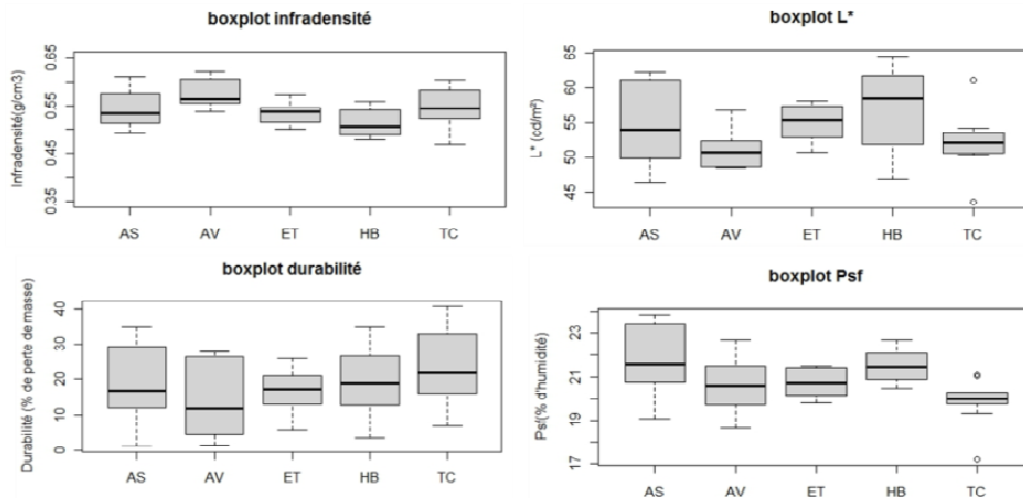 boxplot infradensité
Infradensité(g/cm3)
0.65
0.55
0.45
0.35
AS AV ET HB TC
boxplot L*
L* (cd/m²)
65
60
55
50
45
AS AV ET HB TC
boxplot durabilité
Durabilité (% de perte de masse)
40
30
20
10
0
AS AV ET HB TC
boxplot Psf
Psf(% d'humidité)
23
21
19
17
AS AV ET HB TC